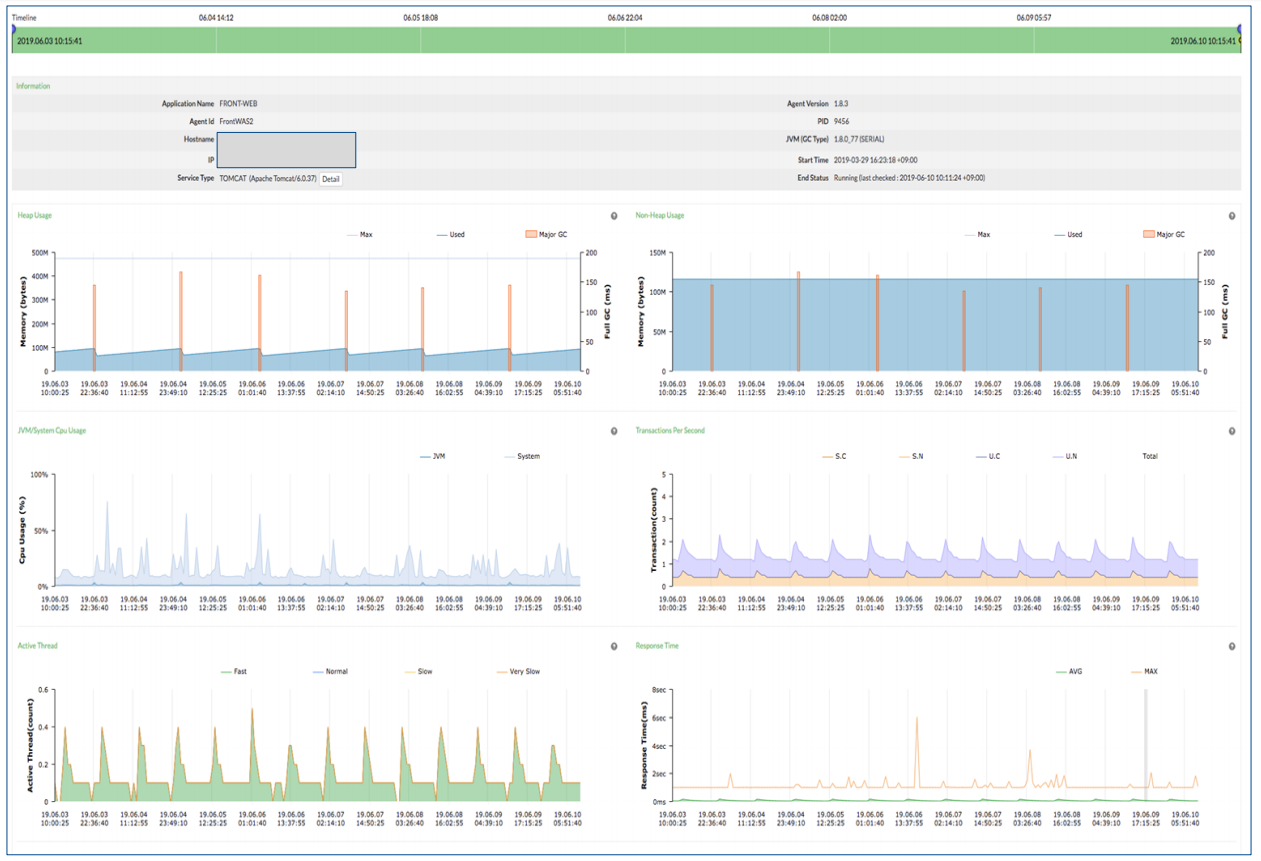 Timeline 06.04 14:12 06.05 18:08 06.06 22:04 06.08 02:00 06.09 05:57
2019.06.03 10:15:41 2019.06.10 10:15:41
Information
Application Name FRONT-WEB Agent Version 1.8.3
Agent Id FrontWAS2 PID 9456
Hostname JVM (GC Type) 1.8.0_77 (SERIAL)
IP Start Time 2019-03-29 16:23:18 +09:00
Service Type TOMCAT (Apache Tomcat/6.0.37) Detail End Status Running (last checked : 2019-06-10 10:11:24 +09:00)
Heap Usage ?
Max Used Major GC
Memory (bytes)
500M
400M
300M
200M
100M
0
Full GC (ms)
200
150
100
50
0
19.06.03 19.06.03 19.06.04 19.06.04 19.06.05 19.06.06 19.06.06 19.06.07 19.06.07 19.06.08 19.06.08 19.06.09 19.06.09 19.06.10
10:00:25 22:36:40 11:12:55 23:49:10 12:25:25 01:01:40 13:37:55 02:14:10 14:50:25 03:26:40 16:02:55 04:39:10 17:15:25 05:51:40
Non-Heap Usage ?
Max Used Major GC
Memory (bytes)
150M
100M
50M
0
Full GC (ms)
200
150
100
50
0
19.06.03 19.06.03 19.06.04 19.06.04 19.06.05 19.06.06 19.06.06 19.06.07 19.06.07 19.06.08 19.06.08 19.06.09 19.06.09 19.06.10
10:00:25 22:36:40 11:12:55 23:49:10 12:25:25 01:01:40 13:37:55 02:14:10 14:50:25 03:26:40 16:02:55 04:39:10 17:15:25 05:51:40
JVM/System Cpu Usage ?
JVM System
Cpu Usage (%)
100%
50%
0%
19.06.03 19.06.03 19.06.04 19.06.04 19.06.05 19.06.06 19.06.06 19.06.07 19.06.07 19.06.08 19.06.08 19.06.09 19.06.09 19.06.10
10:00:25 22:36:40 11:12:55 23:49:10 12:25:25 01:01:40 13:37:55 02:14:10 14:50:25 03:26:40 16:02:55 04:39:10 17:15:25 05:51:40
Transactions Per Second ?
S.C S.N U.C U.N Total
Transaction(count)
5
4
3
2
1
0
19.06.03 19.06.03 19.06.04 19.06.04 19.06.05 19.06.06 19.06.06 19.06.07 19.06.07 19.06.08 19.06.08 19.06.09 19.06.09 19.06.10
10:00:25 22:36:40 11:12:55 23:49:10 12:25:25 01:01:40 13:37:55 02:14:10 14:50:25 03:26:40 16:02:55 04:39:10 17:15:25 05:51:40
Active Thread ?
Fast Normal Slow Very Slow
Active Thread(count)
0.6
0.4
0.2
0
19.06.03 19.06.03 19.06.04 19.06.04 19.06.05 19.06.06 19.06.06 19.06.07 19.06.07 19.06.08 19.06.08 19.06.09 19.06.09 19.06.10
10:00:25 22:36:40 11:12:55 23:49:10 12:25:25 01:01:40 13:37:55 02:14:10 14:50:25 03:26:40 16:02:55 04:39:10 17:15:25 05:51:40
Response Time ?
AVG MAX
Response Time(ms)
8sec
6sec
4sec
2sec
0ms
19.06.03 19.06.03 19.06.04 19.06.04 19.06.05 19.06.06 19.06.06 19.06.07 19.06.07 19.06.08 19.06.08 19.06.09 19.06.09 19.06.10
10:00:25 22:36:40 11:12:55 23:49:10 12:25:25 01:01:40 13:37:55 02:14:10 14:50:25 03:26:40 16:02:55 04:39:10 17:15:25 05:51:40